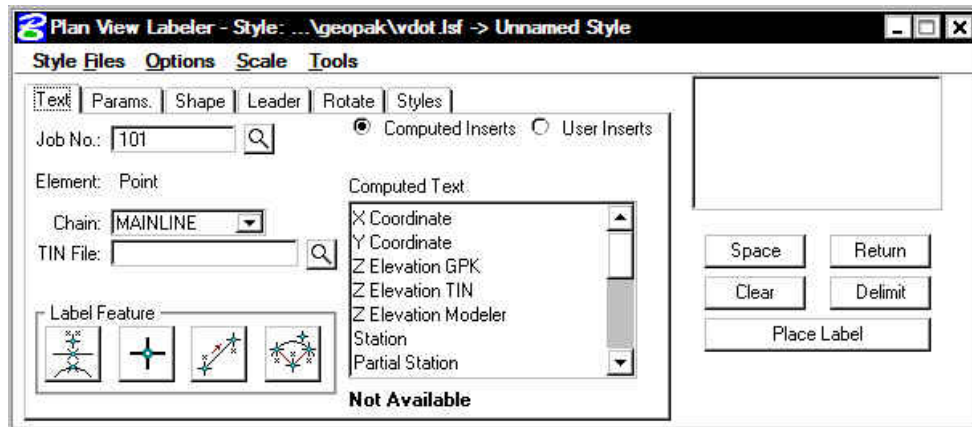 Plan View Labeler - Style: ...\geopak\vdot.lsf -> Unnamed Style
Style Files Options Scale Tools
Text Params. Shape Leader Rotate Styles
Job No.: 101
Computed Inserts User Inserts
Element: Point
Computed Text
Chain: MAINLINE
TIN File:
X Coordinate
Y Coordinate
Z Elevation GPK
Z Elevation TIN
Z Elevation Modeler
Station
Partial Station
Label Feature
Not Available
Space Return
Clear Delimit
Place Label